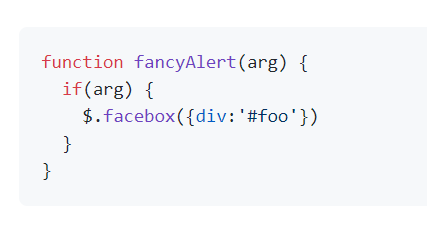 function fancyAlert(arg) {
  if(arg) {
    $.facebox({div:'#foo'})
  }
}